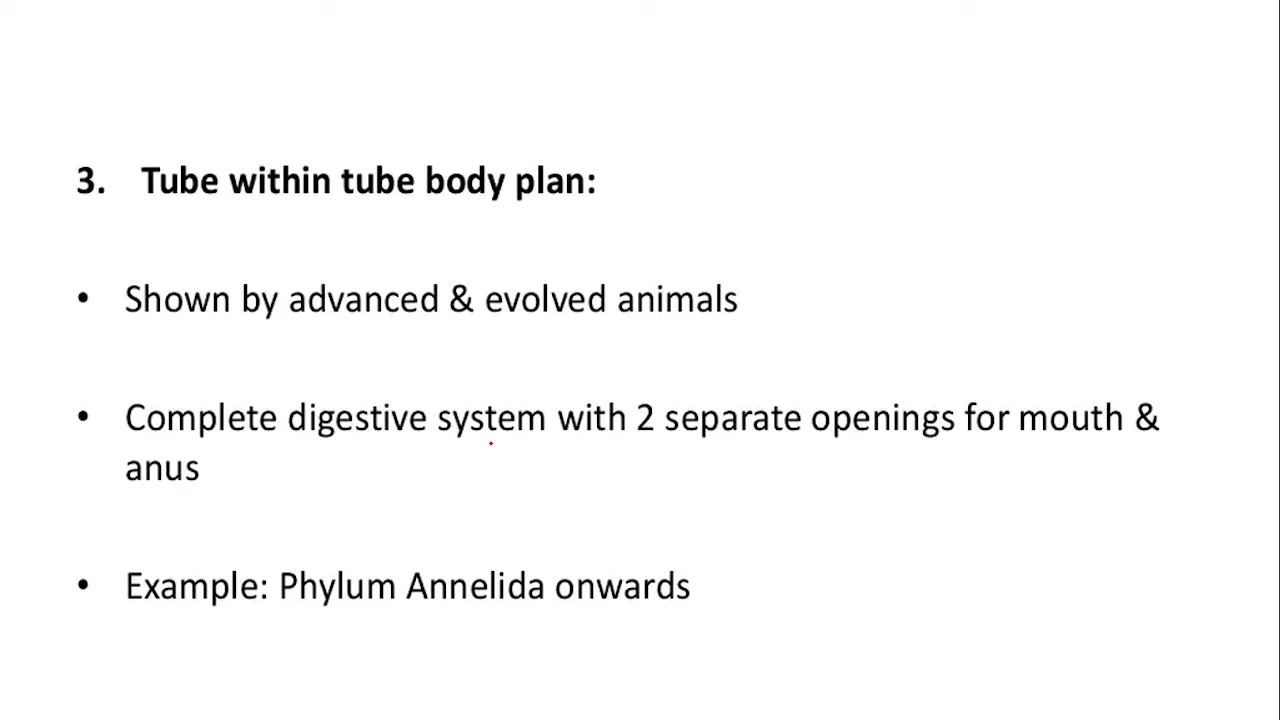 3. Tube within tube body plan:
• Shown by advanced & evolved animals
• Complete digestive system with 2 separate openings for mouth &
anus
• Example: Phylum Annelida onwards